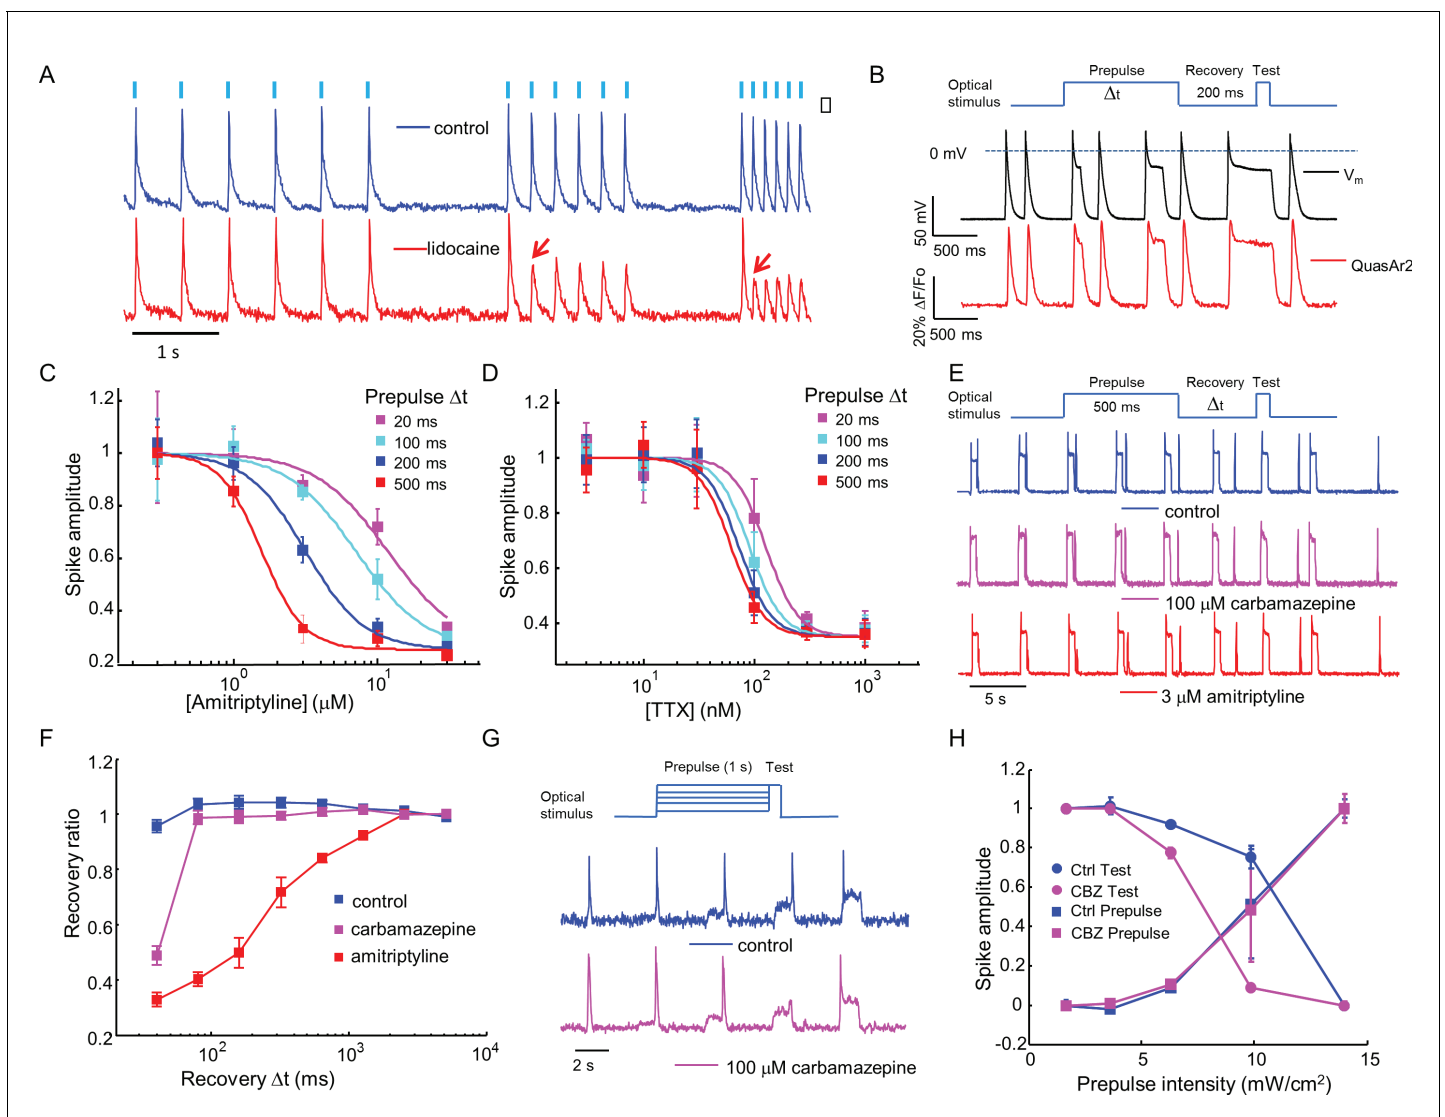 A
control
lidocaine
1 s
B
Optical
stimulus
Prepulse
Δt
Recovery
200 ms
Test
0 mV
Vm
50 mV
500 ms
QuasAr2
20% ΔF/Fo
500 ms
C
Prepulse Δt
20 ms
100 ms
200 ms
500 ms
Spike amplitude
1.2
1
0.8
0.6
0.4
0.2
10^0
10^1
[Amitriptyline] (μM)
D
Prepulse Δt
20 ms
100 ms
200 ms
500 ms
Spike amplitude
1.2
1
0.8
0.6
0.4
10^1
10^2
10^3
[TTX] (nM)
E
Optical
stimulus
Prepulse
500 ms
Recovery
Δt
Test
control
100 μM carbamazepine
3 μM amitriptyline
5 s
F
Recovery ratio
1.2
1
0.8
0.6
0.4
0.2
control
carbamazepine
amitriptyline
10^2
10^3
10^4
Recovery Δt (ms)
G
Prepulse (1 s)
Test
Optical
stimulus
control
100 μM carbamazepine
2 s
H
Spike amplitude
1.2
1
0.8
0.6
0.4
0.2
0
-0.2
Ctrl Test
CBZ Test
Ctrl Prepulse
CBZ Prepulse
0
5
10
15
Prepulse intensity (mW/cm²)